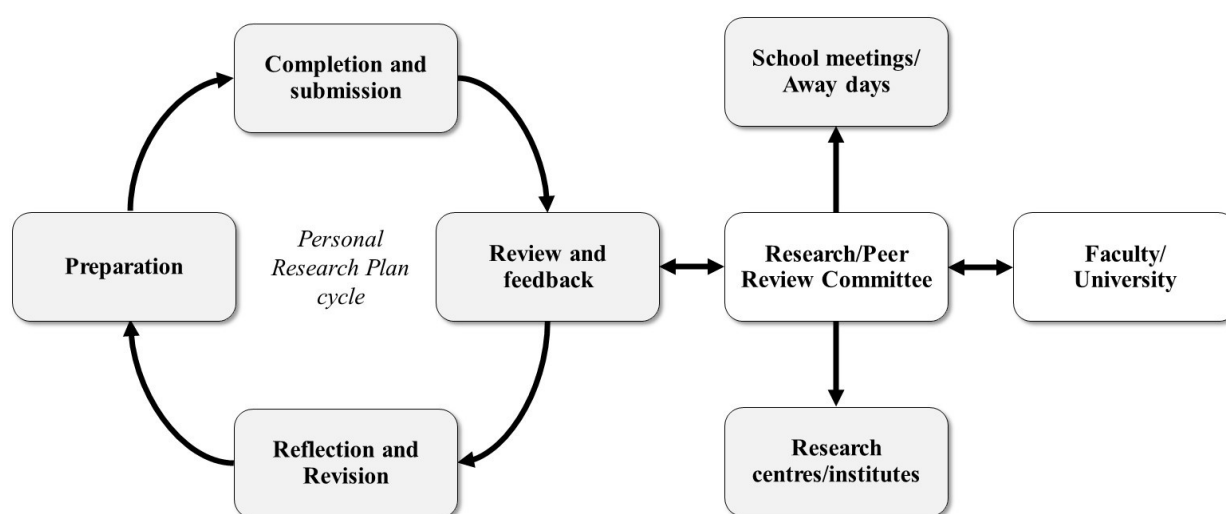 Completion and
submission
School meetings/
Away days
Preparation
Personal
Research Plan
cycle
Review and
feedback
Research/Peer
Review Committee
Faculty/
University
Reflection and
Revision
Research
centres/institutes